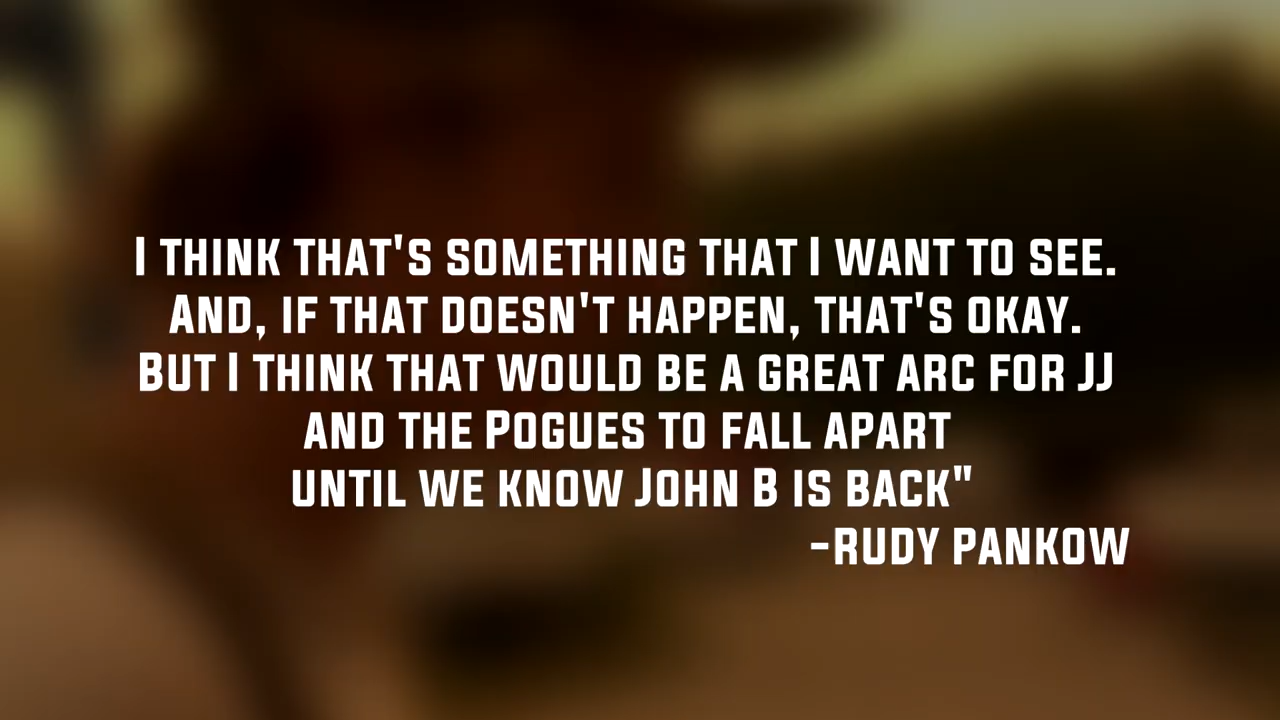 I THINK THAT'S SOMETHING THAT I WANT TO SEE.
AND, IF THAT DOESN'T HAPPEN, THAT'S OKAY.
BUT I THINK THAT WOULD BE A GREAT ARC FOR JJ
AND THE POGUES TO FALL APART
UNTIL WE KNOW JOHN B IS BACK"
-RUDY PANKOW